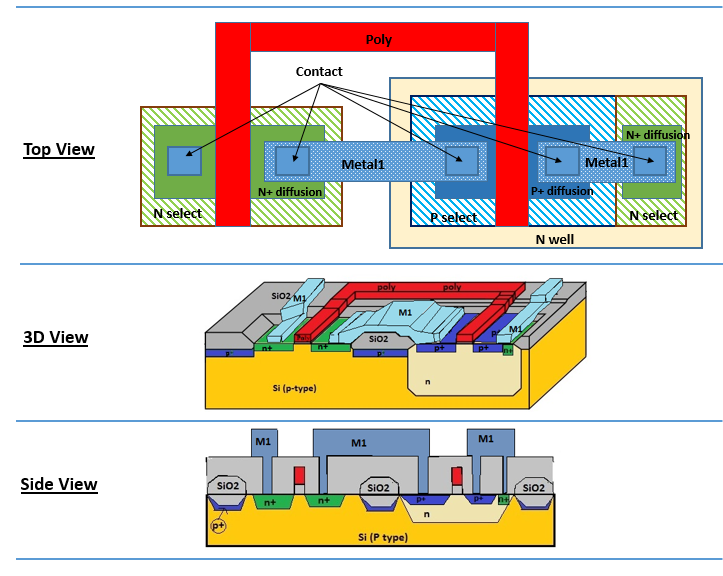 Top View
Poly
Contact
N+ diffusion
Metal1
Metal1
N+ diffusion
P+ diffusion
N select
P select
N select
N well
3D View
SiO2
M1
poly
poly
M1
M1
n+
n+
SiO2
p+
p+
n+
p-
p-
n
Si (p-type)
Side View
M1
M1
M1
SiO2
SiO2
SiO2
n+
n+
p+
p+
n+
p+
n
Si (P type)